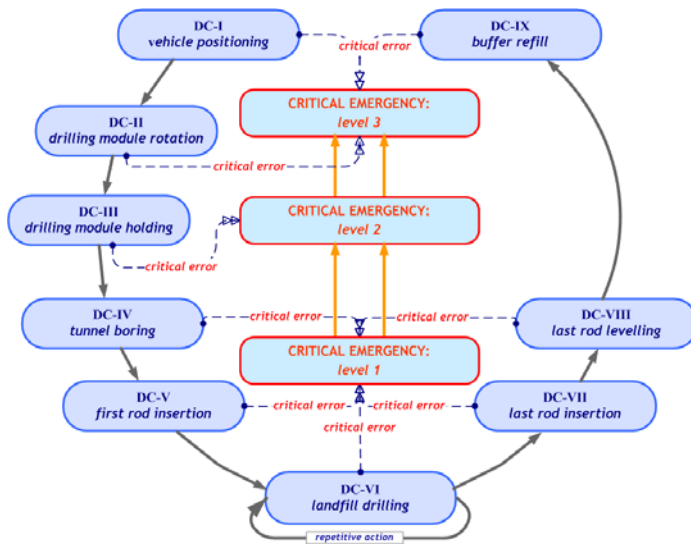 DC-I
vehicle positioning
DC-IX
buffer refill
critical error
CRITICAL EMERGENCY:
level 3
DC-II
drilling module rotation
critical error
DC-III
drilling module holding
CRITICAL EMERGENCY:
level 2
critical error
DC-IV
tunnel boring
critical error
critical error
DC-VIII
last rod levelling
CRITICAL EMERGENCY:
level 1
DC-V
first rod insertion
critical error
critical error
DC-VII
last rod insertion
critical error
DC-VI
landfill drilling
repetitive action